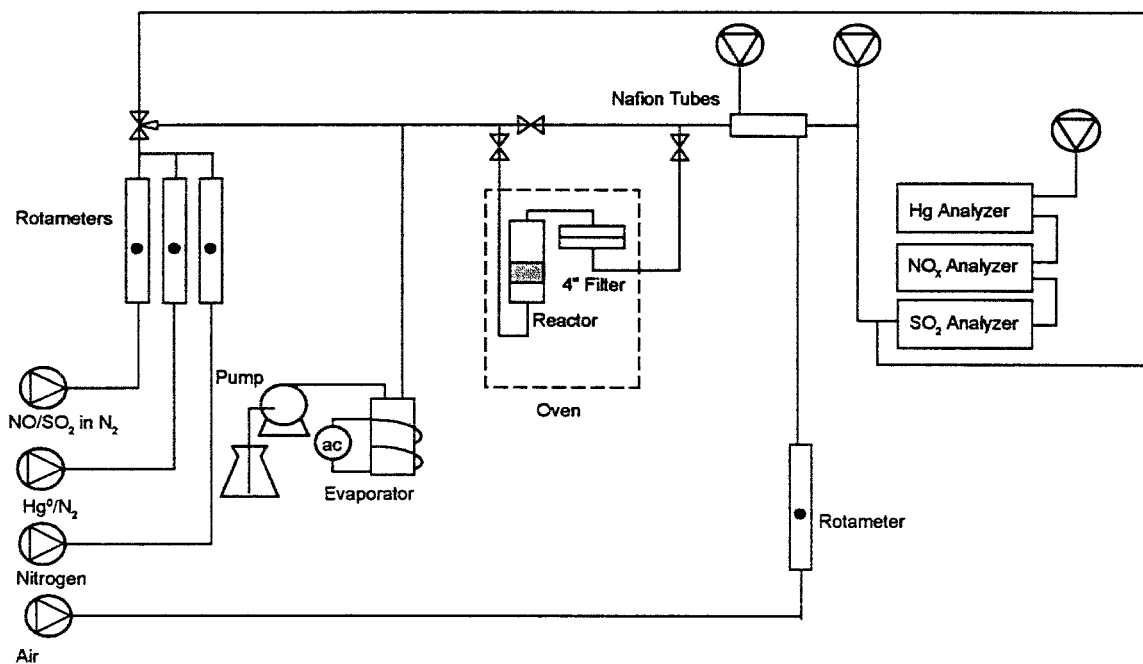 Nafion Tubes
Rotameters
Hg Analyzer
NOx Analyzer
SO2 Analyzer
4" Filter
Reactor
Oven
Pump
ac
Evaporator
NO/SO2 in N2
Hg⁰/N2
Nitrogen
Air
Rotameter